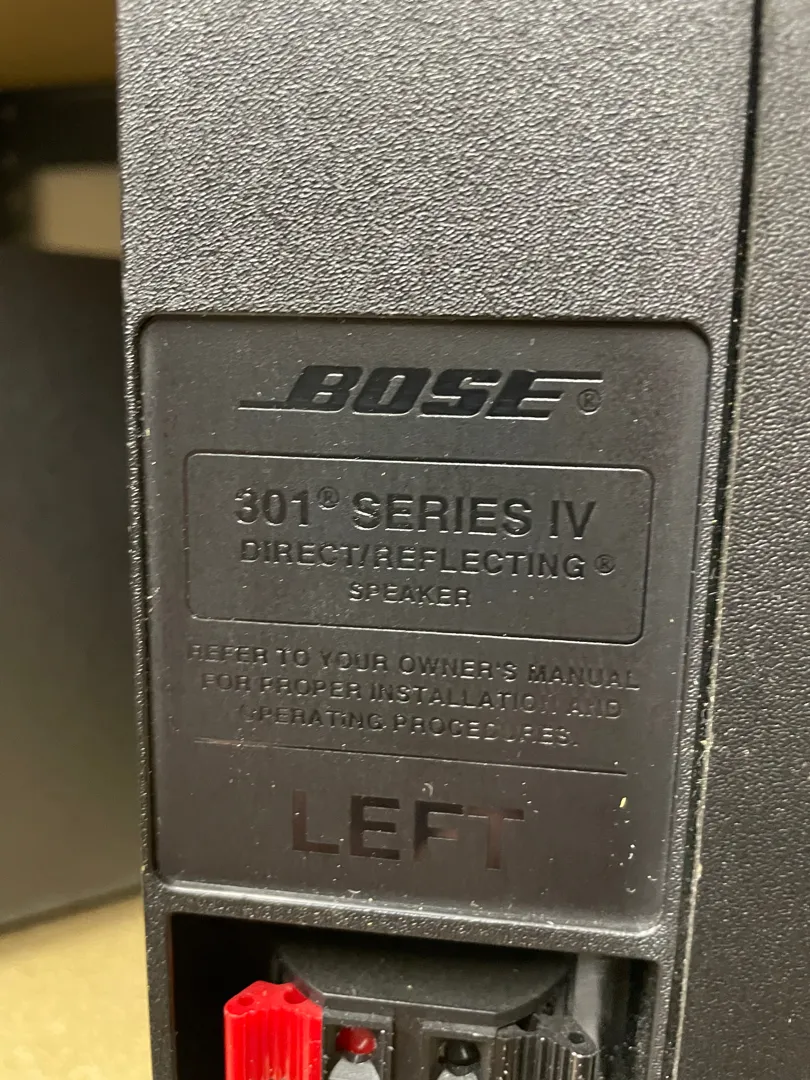 BOSE®
301® SERIES IV
DIRECT/REFLECTING®
SPEAKER
REFER TO YOUR OWNER'S MANUAL
FOR PROPER INSTALLATION AND
OPERATING PROCEDURES.
LEFT